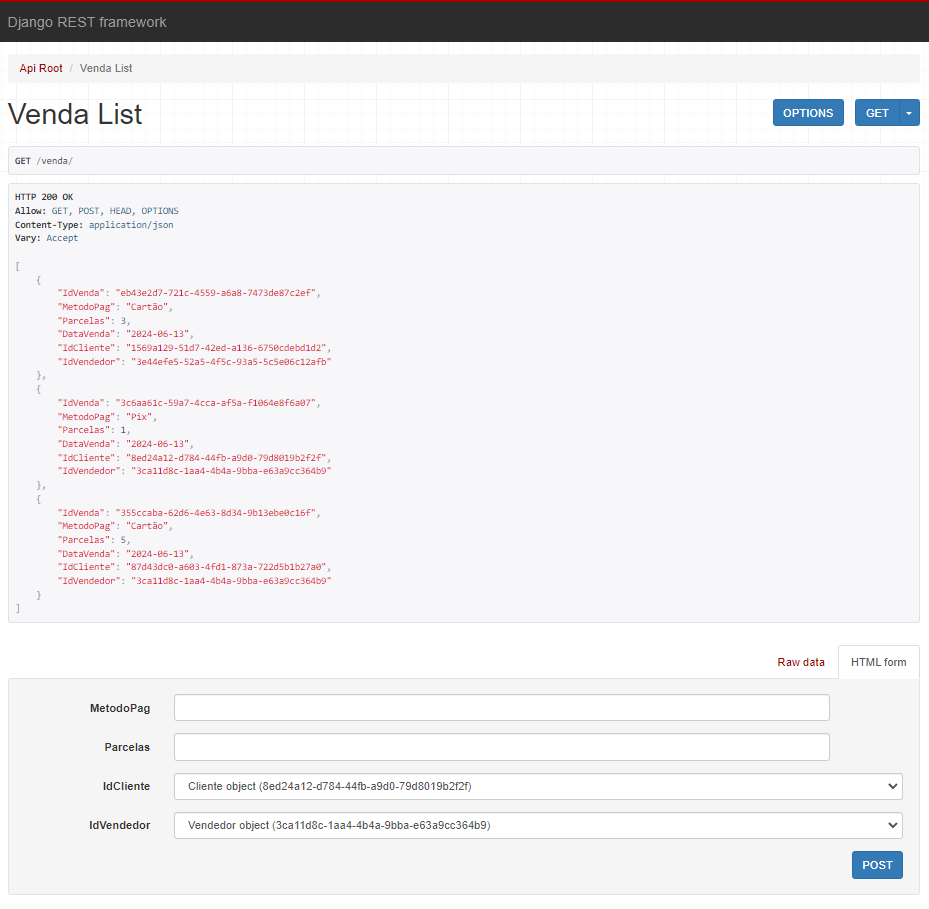 Django REST framework
Api Root / Venda List
Venda List
OPTIONS
GET
GET /venda/
HTTP 200 OK
Allow: GET, POST, HEAD, OPTIONS
Content-Type: application/json
Vary: Accept
[
    {
        "IdVenda": "eb43e2d7-721c-4559-a6a8-7473de87c2ef",
        "MetodoPag": "Cartão",
        "Parcelas": 3,
        "DataVenda": "2024-06-13",
        "IdCliente": "1569a129-51d7-42ed-a136-6750cdebd1d2",
        "IdVendedor": "3e44efe5-52a5-4f5c-93a5-5c5e06c12afb"
    },
    {
        "IdVenda": "3c6aa61c-59a7-4cca-af5a-f1064e8f6a07",
        "MetodoPag": "Pix",
        "Parcelas": 1,
        "DataVenda": "2024-06-13",
        "IdCliente": "8ed24a12-d784-44fb-a9d0-79d8019b2f2f",
        "IdVendedor": "3ca11d8c-1aa4-4b4a-9bba-e63a9cc364b9"
    },
    {
        "IdVenda": "355ccaba-62d6-4e63-8d34-9b13ebe0c16f",
        "MetodoPag": "Cartão",
        "Parcelas": 5,
        "DataVenda": "2024-06-13",
        "IdCliente": "87d43dc0-a603-4fd1-873a-722d5b1b27a0",
        "IdVendedor": "3ca11d8c-1aa4-4b4a-9bba-e63a9cc364b9"
    }
]
Raw data
HTML form
MetodoPag
Parcelas
IdCliente
Cliente object (8ed24a12-d784-44fb-a9d0-79d8019b2f2f)
IdVendedor
Vendedor object (3ca11d8c-1aa4-4b4a-9bba-e63a9cc364b9)
POST